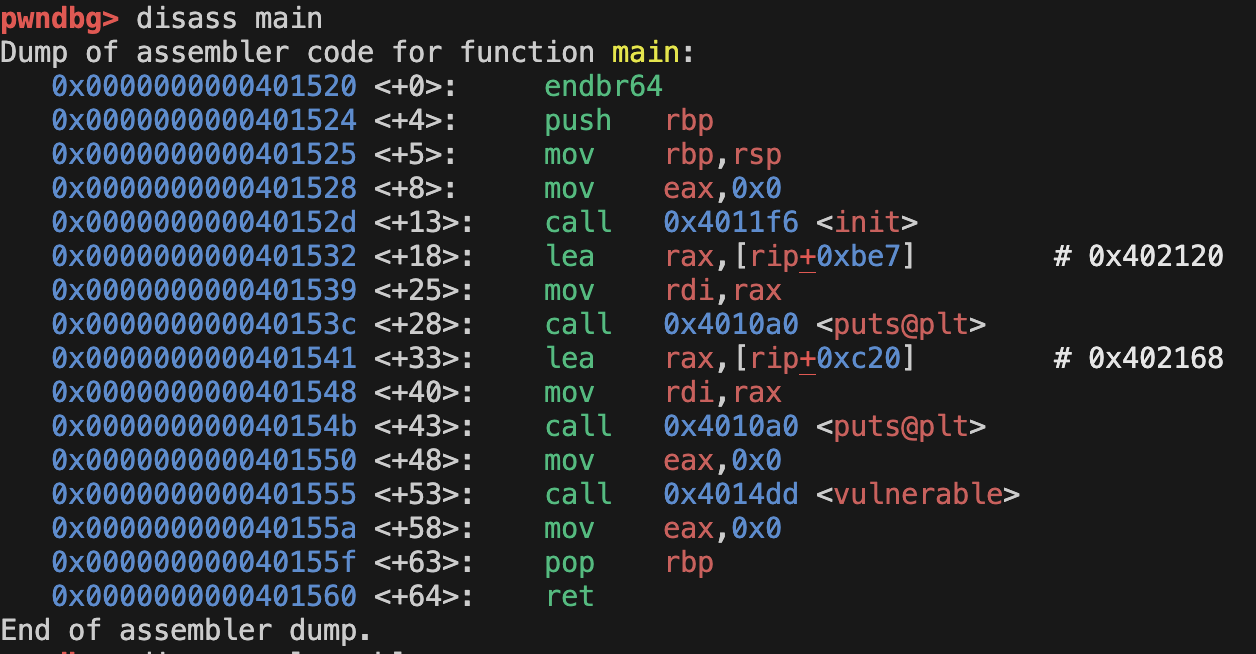 pwndbg> disass main
Dump of assembler code for function main:
   0x0000000000401520 <+0>:     endbr64
   0x0000000000401524 <+4>:     push   rbp
   0x0000000000401525 <+5>:     mov    rbp,rsp
   0x0000000000401528 <+8>:     mov    eax,0x0
   0x000000000040152d <+13>:    call   0x4011f6 <init>
   0x0000000000401532 <+18>:    lea    rax,[rip+0xbe7]        # 0x402120
   0x0000000000401539 <+25>:    mov    rdi,rax
   0x000000000040153c <+28>:    call   0x4010a0 <puts@plt>
   0x0000000000401541 <+33>:    lea    rax,[rip+0xc20]        # 0x402168
   0x0000000000401548 <+40>:    mov    rdi,rax
   0x000000000040154b <+43>:    call   0x4010a0 <puts@plt>
   0x0000000000401550 <+48>:    mov    eax,0x0
   0x0000000000401555 <+53>:    call   0x4014dd <vulnerable>
   0x000000000040155a <+58>:    mov    eax,0x0
   0x000000000040155f <+63>:    pop    rbp
   0x0000000000401560 <+64>:    ret
End of assembler dump.